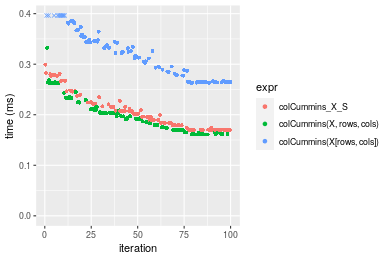 0.4
0.3
0.2
0.1
0.0
time (ms)
0
25
50
75
100
iteration
expr
colCummins_X_S
colCummins(X, rows, cols)
colCummins(X[rows, cols])